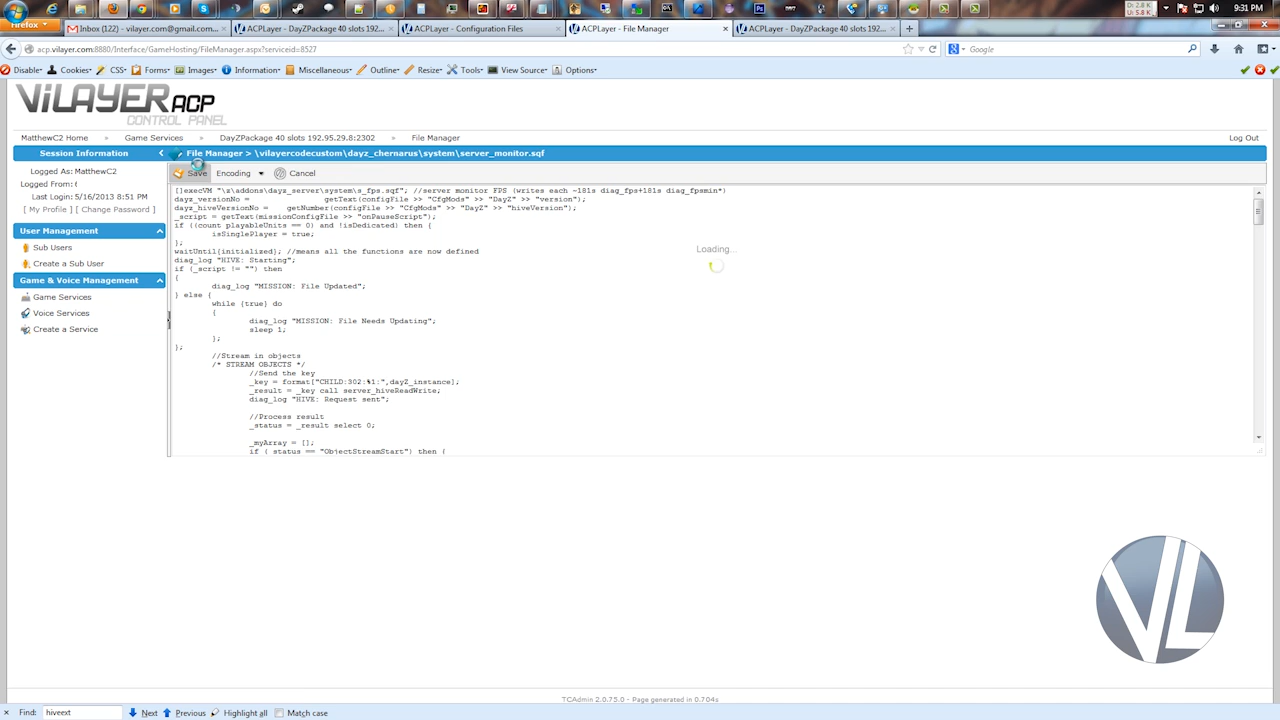 D: 2.8 K
U: 5.8 K
9:31 PM
Firefox
Inbox (122) - vilayer.com@gmail.com...
ACPLayer - DayZPackage 40 slots 192...
ACPLayer - Configuration Files
ACPLayer - File Manager
ACPLayer - DayZPackage 40 slots 192...
acp.vilayer.com:8880/Interface/GameHosting/FileManager.aspx?serviceid=8527
Google
Disable
Cookies
CSS
Forms
Images
Information
Miscellaneous
Outline
Resize
Tools
View Source
Options
ViLAYER ACP
CONTROL PANEL
MatthewC2 Home > Game Services > DayZPackage 40 slots 192.95.29.8:2302 > File Manager
Log Out
Session Information
File Manager > \vilayercodecustom\dayz_chernarus\system\server_monitor.sqf
Logged As: MatthewC2
Logged From: 6
Last Login: 5/16/2013 8:51 PM
[ My Profile ] [ Change Password ]
User Management
Sub Users
Create a Sub User
Game & Voice Management
Game Services
Voice Services
Create a Service
Save
Encoding
Cancel
[]execVM "\x\addons\dayz_server\system\s_fps.sqf"; //server monitor FPS (writes each ~181s diag_fps+181s diag_fpsmin*)
dayz_versionNo = getText(configFile >> "CfgMods" >> "DayZ" >> "version");
dayz_hiveVersionNo = getNumber(configFile >> "CfgMods" >> "DayZ" >> "hiveVersion");
_script = getText(missionConfigFile >> "onPauseScript");
if ((count playableUnits == 0) and !isDedicated) then {
isSinglePlayer = true;
};
waitUntil{initialized}; //means all the functions are now defined
diag_log "HIVE: Starting";
if (_script != "") then
{
diag_log "MISSION: File Updated";
} else {
while {true} do
{
diag_log "MISSION: File Needs Updating";
sleep 1;
};
};
//Stream in objects
/* STREAM OBJECTS */
//Send the key
_key = format["CHILD:302:%1:",dayZ_instance];
_result = _key call server_hiveReadWrite;
diag_log "HIVE: Request sent";
//Process result
_status = _result select 0;
_myArray = [];
if (_status == "ObjectStreamStart") then {
Loading...
VL
TCAdmin 2.0.75.0 - Page generated in 0.704s
Find: hiveext
Next
Previous
Highlight all
Match case